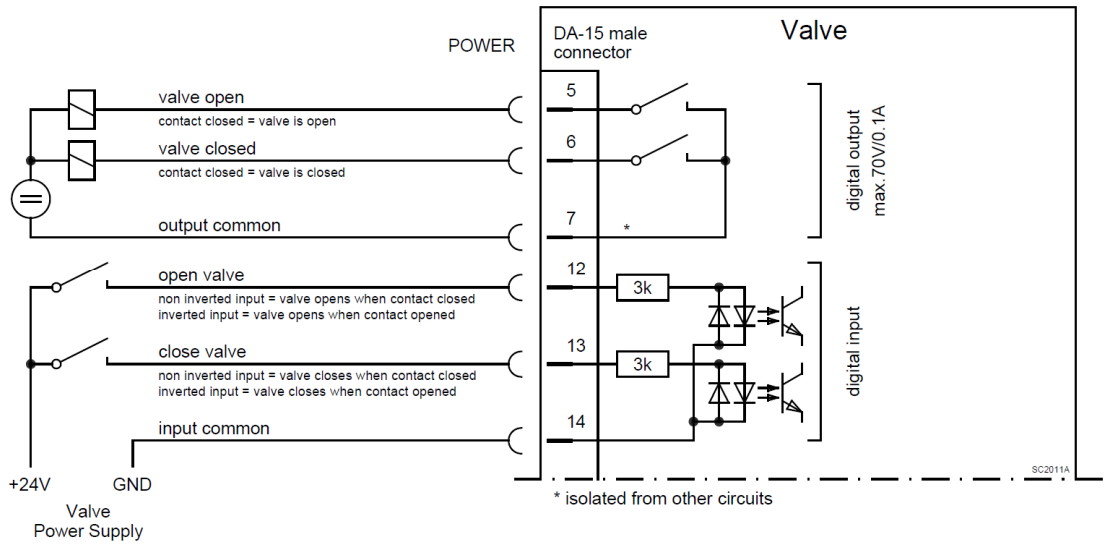 Valve
DA-15 male
connector
POWER
valve open
contact closed = valve is open
5
valve closed
contact closed = valve is closed
6
output common
7
*
digital output
max.70V/0.1A
open valve
non inverted input = valve opens when contact closed
inverted input = valve opens when contact opened
12
3k
close valve
non inverted input = valve closes when contact closed
inverted input = valve closes when contact opened
13
3k
digital input
input common
14
SC2011A
+24V
GND
* isolated from other circuits
Valve
Power Supply